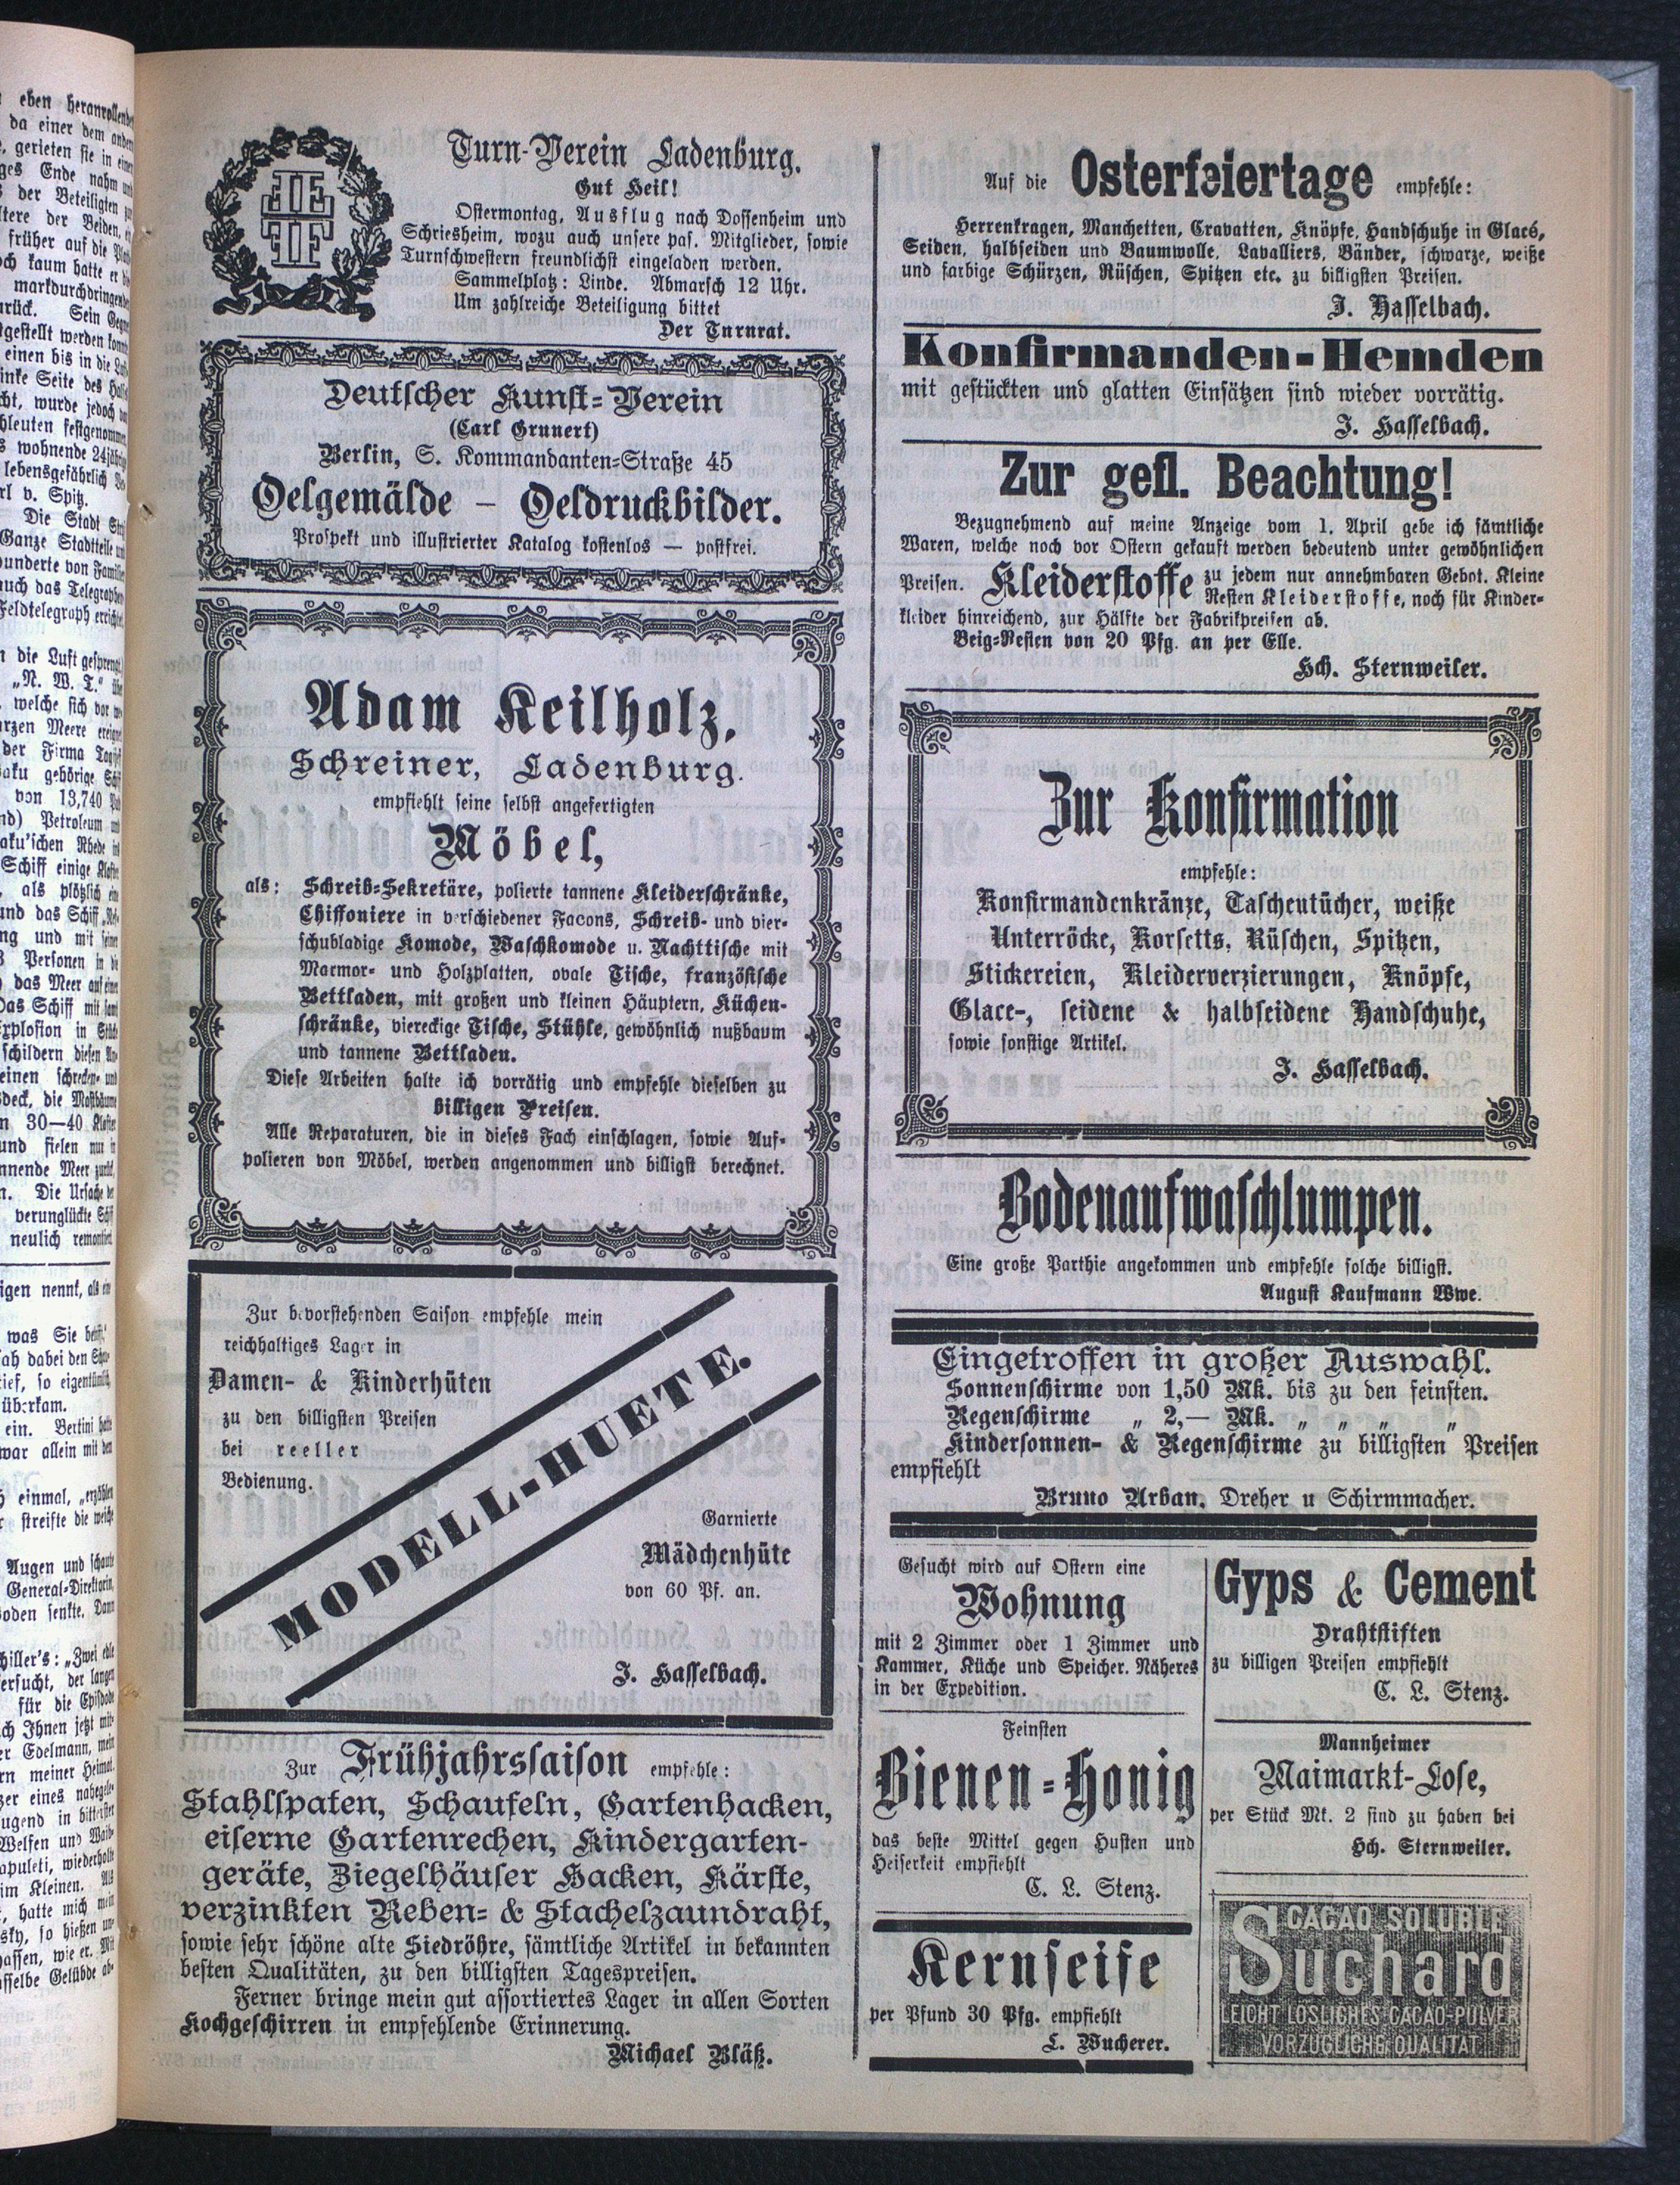 Turn-Verein Ladenburg.
Gut Heil!
Ostermontag, Ausflug nach Dossenheim und
Schriesheim, wozu auch unsere pas. Mitglieder, sowie
Turnschwestern freundlichst eingeladen werden.
Sammelplatz: Linde. Abmarsch 12 Uhr.
Um zahlreiche Beteiligung bittet
Der Turnrat.
Deutscher Kunst-Verein
(Carl Grunert)
Berlin, S. Kommandanten-Straße 45
Oelgemälde – Oeldruckbilder.
Prospekt und illustrierter Katalog kostenlos — postfrei.
Adam Keilholz,
Schreiner, Ladenburg.
empfiehlt seine selbst angefertigten
Möbel,
als: Schreib-Sekretäre, polierte tannene Kleiderschränke,
Chiffoniere in verschiedener Facons, Schreib- und vier-
schubladige Komode, Waschkomode u. Nachttische mit
Marmor- und Holzplatten, ovale Tische, französische
Bettladen, mit großen und kleinen Häuptern, Küchen-
schränke, viereckige Tische, Stühle, gewöhnlich nußbaum
und tannene Bettladen.
Diese Arbeiten halte ich vorrätig und empfehle dieselben zu
billigen Preisen.
Alle Reparaturen, die in dieses Fach einschlagen, sowie Auf-
polieren von Möbel, werden angenommen und billigst berechnet.
Zur bevorstehenden Saison empfehle mein
reichhaltiges Lager in
Damen- & Kinderhüten
zu den billigsten Preisen
bei reeller
Bedienung.
MODELL-HUETE.
Garnierte
Mädchenhüte
von 60 Pf. an.
J. Hasselbach.
Zur Frühjahrssaison empfehle:
Stahlspaten, Schaufeln, Gartenhacken,
eiserne Gartenrechen, Kindergarten-
geräte, Ziegelhäuser Hacken, Kärste,
verzinkten Reben- & Stachelzaundraht,
sowie sehr schöne alte Siedröhre, sämtliche Artikel in bekannten
besten Qualitäten, zu den billigsten Tagespreisen.
Ferner bringe mein gut assortiertes Lager in allen Sorten
Kochgeschirren in empfehlende Erinnerung.
Michael Bläß.
Auf die Osterfeiertage empfehle:
Herrenkragen, Manchetten, Cravatten, Knöpfe, Handschuhe in Glacé,
Seiden, halbseiden und Baumwolle, Lavalliers, Bänder, schwarze, weiße
und farbige Schürzen, Rüschen, Spitzen etc. zu billigsten Preisen.
J. Hasselbach.
Konfirmanden-Hemden
mit gestückten und glatten Einsätzen sind wieder vorrätig.
J. Hasselbach.
Zur gefl. Beachtung!
Bezugnehmend auf meine Anzeige vom 1. April gebe ich sämtliche
Waren, welche noch vor Ostern gekauft werden bedeutend unter gewöhnlichen
Preisen. Kleiderstoffe zu jedem nur annehmbaren Gebot. Kleine
Resten Kleiderstoffe, noch für Kinder-
kleider hinreichend, zur Hälfte der Fabrikpreisen ab.
Beig-Resten von 20 Pfg. an per Elle.
Hch. Sternweiler.
Zur Konfirmation
empfehle:
Konfirmandenkränze, Taschentücher, weiße
Unterröcke, Korsetts, Rüschen, Spitzen,
Stickereien, Kleiderverzierungen, Knöpfe,
Glace-, seidene & halbseidene Handschuhe,
sowie sonstige Artikel.
J. Hasselbach.
Bodenaufwaschlumpen.
Eine große Parthie angekommen und empfehle solche billigst.
August Kaufmann Wwe.
Eingetroffen in großer Auswahl.
Sonnenschirme von 1,50 Mk. bis zu den feinsten.
Regenschirme „ 2,— Mk. „ „ „ „
Kindersonnen- & Regenschirme zu billigsten Preisen
empfiehlt
Bruno Urban, Dreher u Schirmmacher.
Gesucht wird auf Ostern eine
Wohnung
mit 2 Zimmer oder 1 Zimmer und
Kammer, Küche und Speicher. Näheres
in der Expedition.
Feinsten
Bienen-Honig
das beste Mittel gegen Husten und
Heiserkeit empfiehlt
C. L. Stenz.
Kernseife
per Pfund 30 Pfg. empfiehlt
L. Wucherer.
Gyps & Cement
Drahtstiften
zu billigen Preisen empfiehlt
C. L. Stenz.
Mannheimer
Maimarkt-Lose,
per Stück Mk. 2 sind zu haben bei
Hch. Sternweiler.
CACAO SOLUBLE
Suchard
LEICHT LÖSLICHES CACAO-PULVER
VORZÜGLICHE QUALITÄT